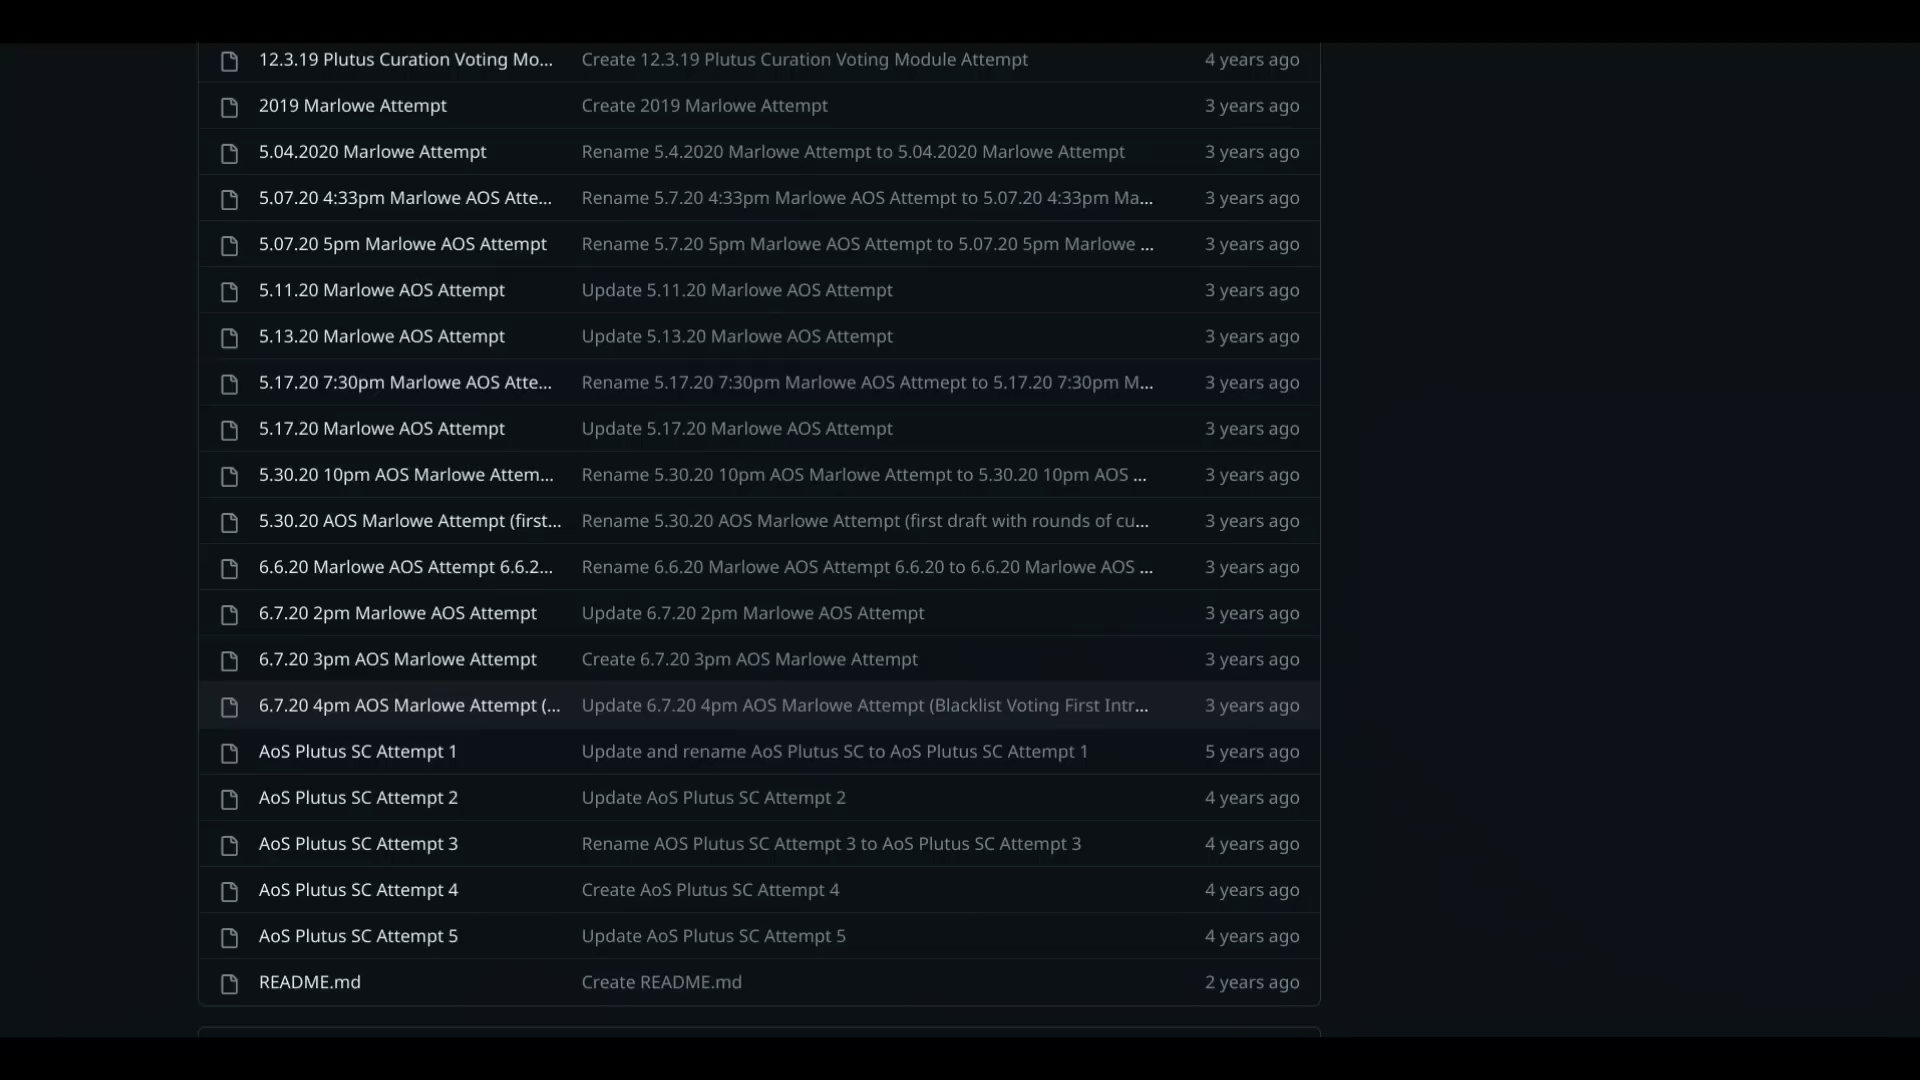 12.3.19 Plutus Curation Voting Mo... Create 12.3.19 Plutus Curation Voting Module Attempt 4 years ago
2019 Marlowe Attempt Create 2019 Marlowe Attempt 3 years ago
5.04.2020 Marlowe Attempt Rename 5.4.2020 Marlowe Attempt to 5.04.2020 Marlowe Attempt 3 years ago
5.07.20 4:33pm Marlowe AOS Atte... Rename 5.7.20 4:33pm Marlowe AOS Attempt to 5.07.20 4:33pm Ma... 3 years ago
5.07.20 5pm Marlowe AOS Attempt Rename 5.7.20 5pm Marlowe AOS Attempt to 5.07.20 5pm Marlowe ... 3 years ago
5.11.20 Marlowe AOS Attempt Update 5.11.20 Marlowe AOS Attempt 3 years ago
5.13.20 Marlowe AOS Attempt Update 5.13.20 Marlowe AOS Attempt 3 years ago
5.17.20 7:30pm Marlowe AOS Atte... Rename 5.17.20 7:30pm Marlowe AOS Attmept to 5.17.20 7:30pm M... 3 years ago
5.17.20 Marlowe AOS Attempt Update 5.17.20 Marlowe AOS Attempt 3 years ago
5.30.20 10pm AOS Marlowe Attem... Rename 5.30.20 10pm AOS Marlowe Attempt to 5.30.20 10pm AOS ... 3 years ago
5.30.20 AOS Marlowe Attempt (first... Rename 5.30.20 AOS Marlowe Attempt (first draft with rounds of cu... 3 years ago
6.6.20 Marlowe AOS Attempt 6.6.2... Rename 6.6.20 Marlowe AOS Attempt 6.6.20 to 6.6.20 Marlowe AOS ... 3 years ago
6.7.20 2pm Marlowe AOS Attempt Update 6.7.20 2pm Marlowe AOS Attempt 3 years ago
6.7.20 3pm AOS Marlowe Attempt Create 6.7.20 3pm AOS Marlowe Attempt 3 years ago
6.7.20 4pm AOS Marlowe Attempt (... Update 6.7.20 4pm AOS Marlowe Attempt (Blacklist Voting First Intr... 3 years ago
AoS Plutus SC Attempt 1 Update and rename AoS Plutus SC to AoS Plutus SC Attempt 1 5 years ago
AoS Plutus SC Attempt 2 Update AoS Plutus SC Attempt 2 4 years ago
AoS Plutus SC Attempt 3 Rename AOS Plutus SC Attempt 3 to AoS Plutus SC Attempt 3 4 years ago
AoS Plutus SC Attempt 4 Create AoS Plutus SC Attempt 4 4 years ago
AoS Plutus SC Attempt 5 Update AoS Plutus SC Attempt 5 4 years ago
README.md Create README.md 2 years ago